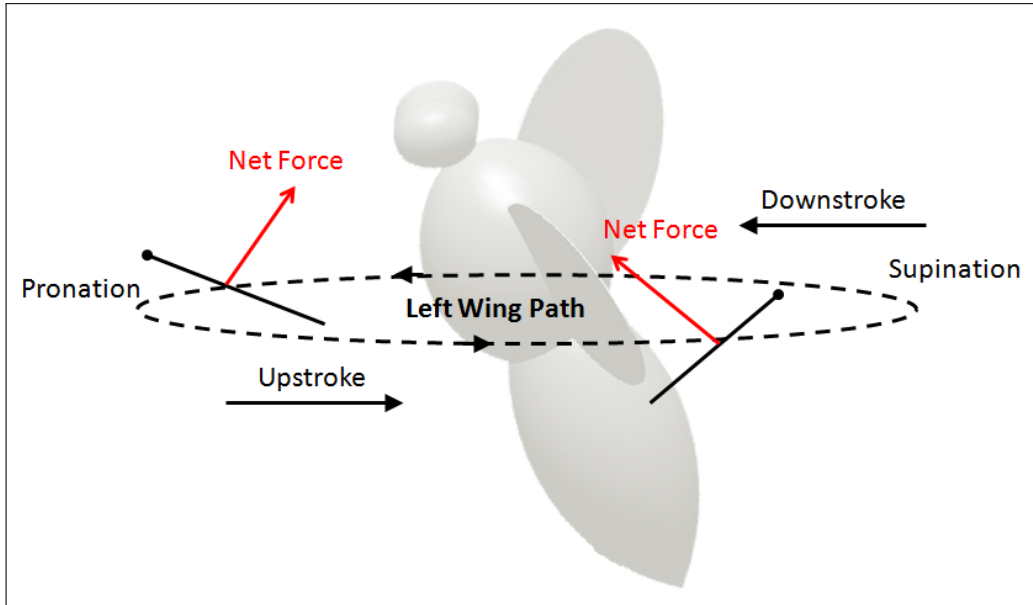 Net Force
Downstroke
Net Force
Supination
Pronation
Left Wing Path
Upstroke